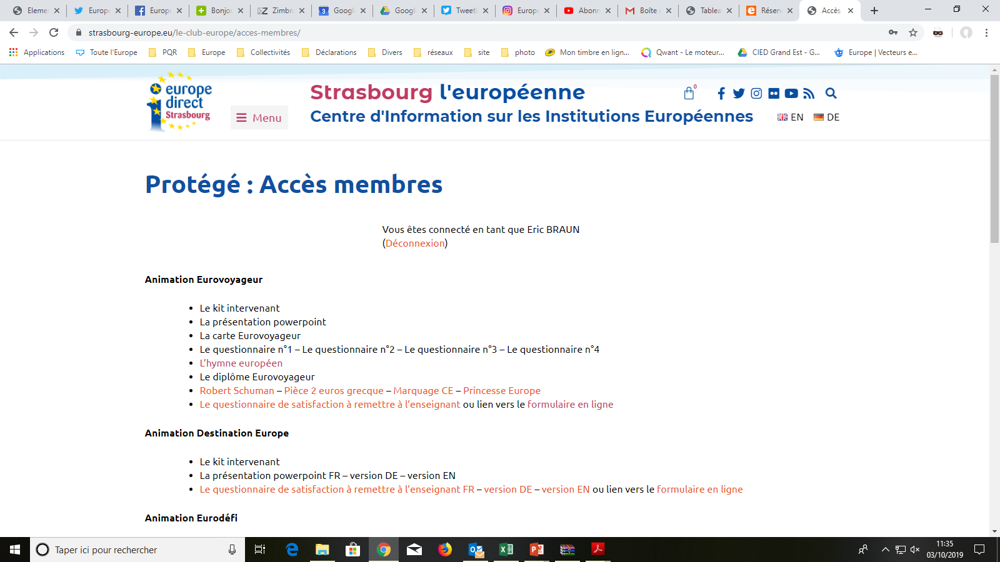 Eleme
Europe
Europe
Bonjo
Zimbra
Google
Google
Tweet
Europe
Abonn
Boîte
Tablea
Réserv
Accès
strasbourg-europe.eu/le-club-europe/acces-membres/
Applications
Toute l'Europe
PQR
Europe
Collectivités
Déclarations
Divers
réseaux
site
photo
Mon timbre en lign...
Qwant - Le moteur...
CIED Grand Est - G...
Europe | Vecteurs e...
europe
direct
Strasbourg
Menu
Strasbourg l'européenne
Centre d'Information sur les Institutions Européennes
0
EN DE
Protégé : Accès membres
Vous êtes connecté en tant que Eric BRAUN
(Déconnexion)
Animation Eurovoyageur
• Le kit intervenant
• La présentation powerpoint
• La carte Eurovoyageur
• Le questionnaire n°1 – Le questionnaire n°2 – Le questionnaire n°3 – Le questionnaire n°4
• L’hymne européen
• Le diplôme Eurovoyageur
• Robert Schuman – Pièce 2 euros grecque – Marquage CE – Princesse Europe
• Le questionnaire de satisfaction à remettre à l’enseignant ou lien vers le formulaire en ligne
Animation Destination Europe
• Le kit intervenant
• La présentation powerpoint FR – version DE – version EN
• Le questionnaire de satisfaction à remettre à l’enseignant FR – version DE – version EN ou lien vers le formulaire en ligne
Animation Eurodéfi
Taper ici pour rechercher
11:35
03/10/2019